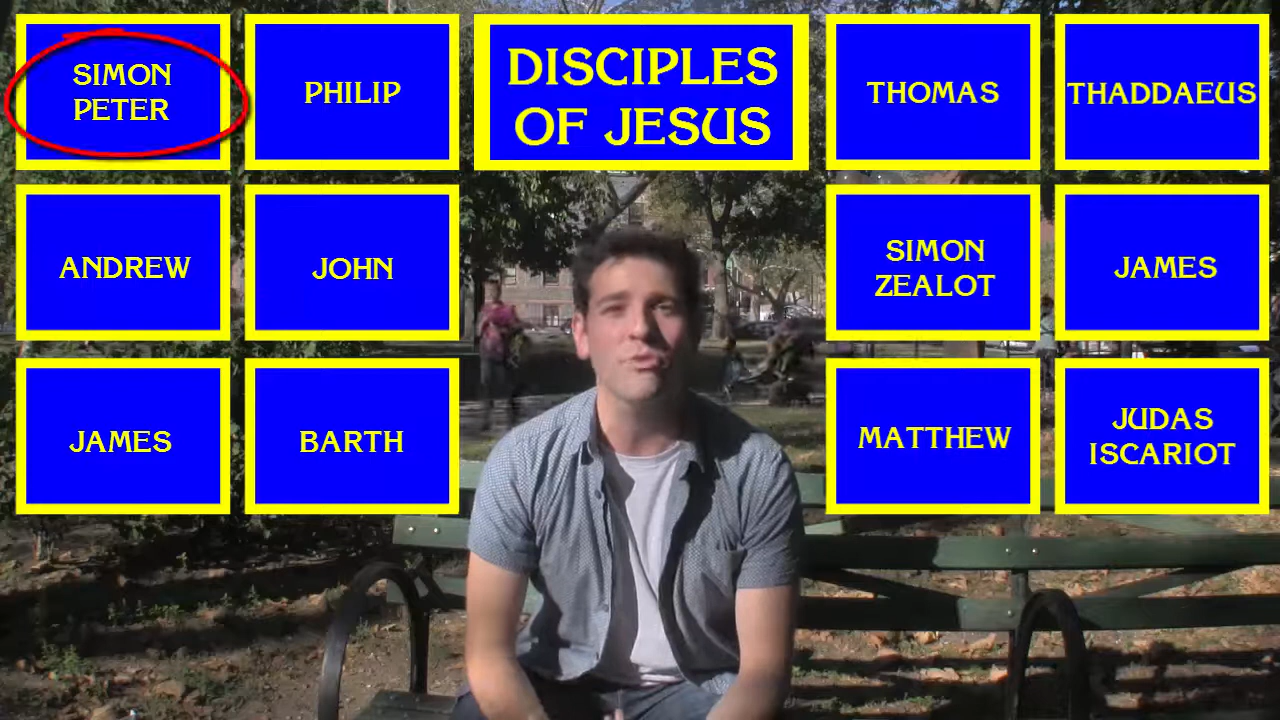 SIMON
PETER
PHILIP
DISCIPLES
OF JESUS
THOMAS
THADDAEUS
ANDREW
JOHN
SIMON
ZEALOT
JAMES
JAMES
BARTH
MATTHEW
JUDAS
ISCARIOT